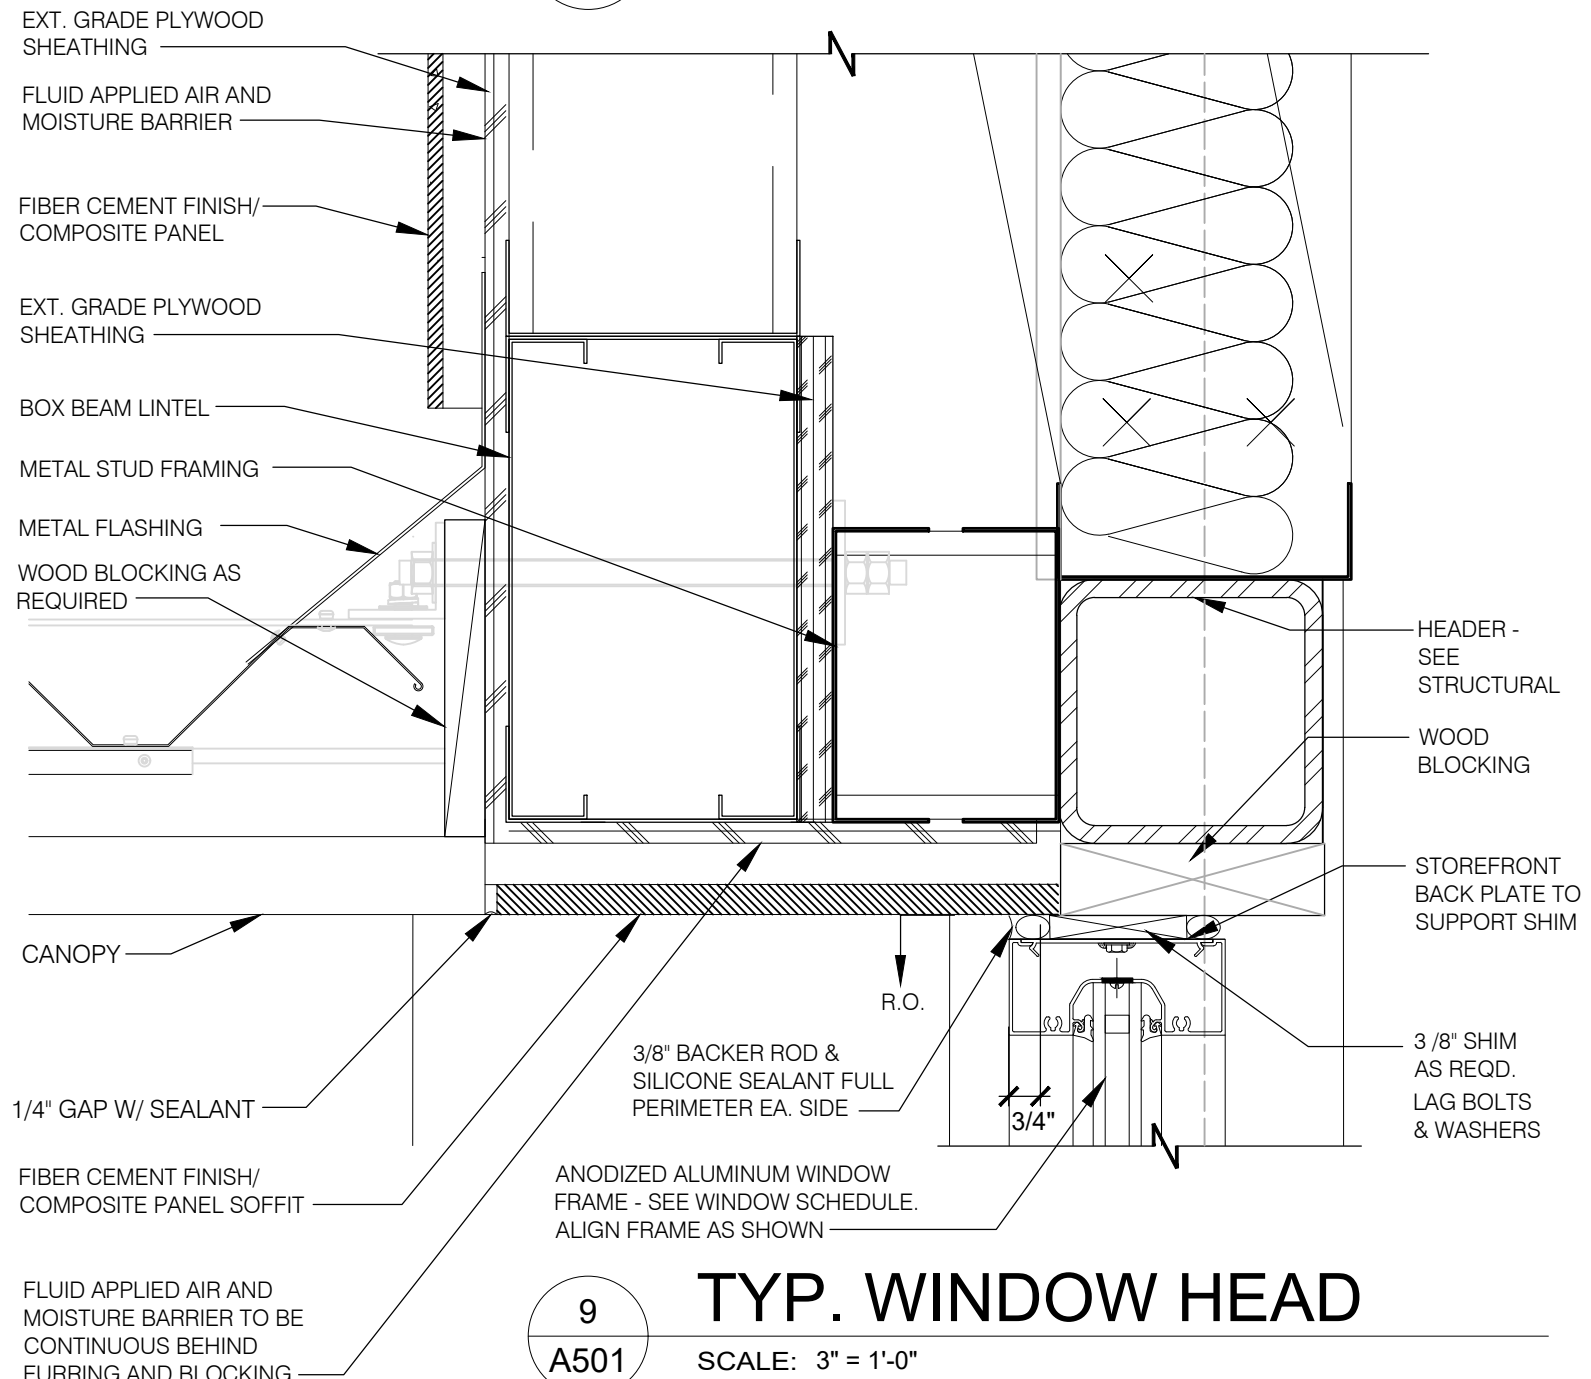 EXT. GRADE PLYWOOD
SHEATHING
FLUID APPLIED AIR AND
MOISTURE BARRIER
FIBER CEMENT FINISH/
COMPOSITE PANEL
EXT. GRADE PLYWOOD
SHEATHING
BOX BEAM LINTEL
METAL STUD FRAMING
METAL FLASHING
WOOD BLOCKING AS
REQUIRED
CANOPY
1/4" GAP W/ SEALANT
FIBER CEMENT FINISH/
COMPOSITE PANEL SOFFIT
FLUID APPLIED AIR AND
MOISTURE BARRIER TO BE
CONTINUOUS BEHIND
FURRING AND BLOCKING
HEADER -
SEE
STRUCTURAL
WOOD
BLOCKING
STOREFRONT
BACK PLATE TO
SUPPORT SHIM
3 /8" SHIM
AS REQD.
LAG BOLTS
& WASHERS
R.O.
3/8" BACKER ROD &
SILICONE SEALANT FULL
PERIMETER EA. SIDE
3/4"
ANODIZED ALUMINUM WINDOW
FRAME - SEE WINDOW SCHEDULE.
ALIGN FRAME AS SHOWN
9
A501
TYP. WINDOW HEAD
SCALE: 3" = 1'-0"